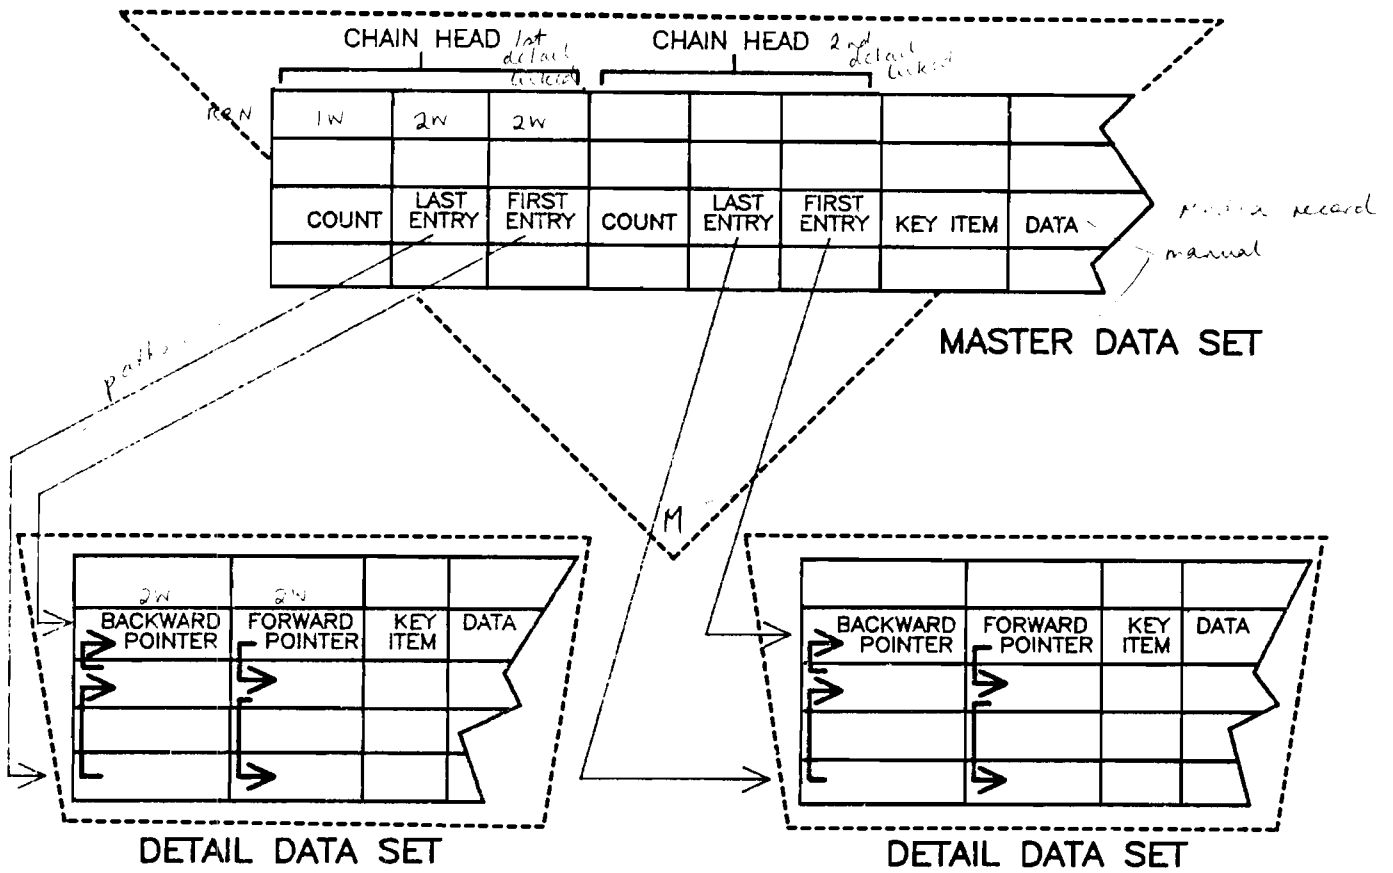 CHAIN HEAD 1st detail linked
CHAIN HEAD 2nd detail linked
1W 2W 2W
COUNT LAST ENTRY FIRST ENTRY COUNT LAST ENTRY FIRST ENTRY KEY ITEM DATA
record
manual
MASTER DATA SET
M
2W 2W
BACKWARD POINTER FORWARD POINTER KEY ITEM DATA
BACKWARD POINTER FORWARD POINTER KEY ITEM DATA
DETAIL DATA SET
DETAIL DATA SET